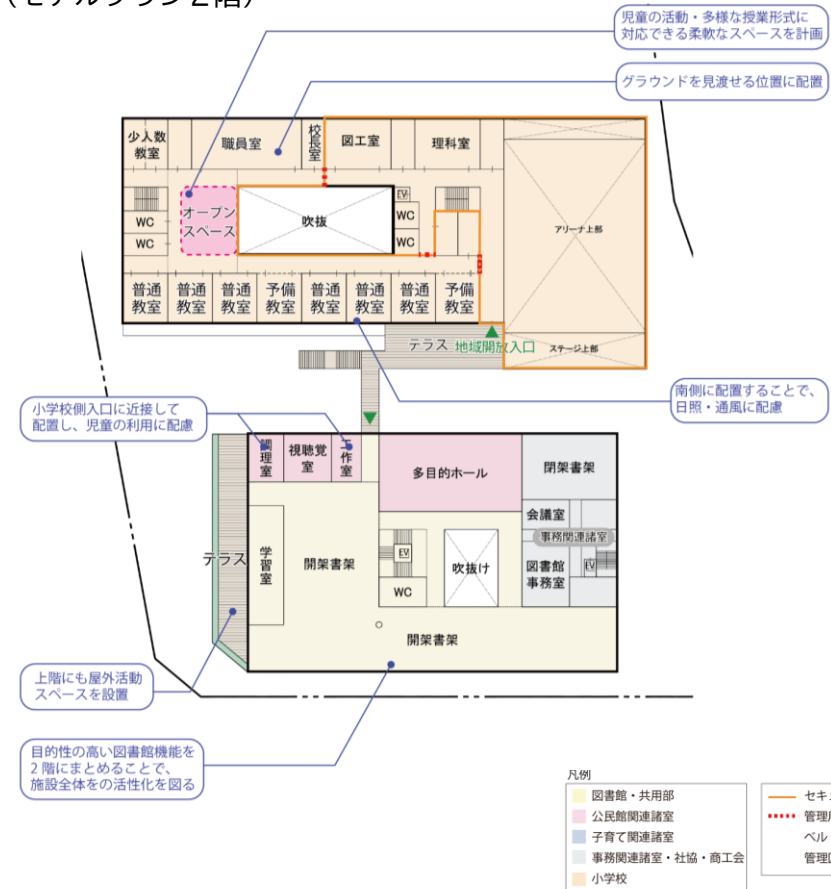 (モデルプラン２階)
児童の活動・多様な授業形式に
対応できる柔軟なスペースを計画
グラウンドを見渡せる位置に配置
少人数
教室
職員室
校長室
図工室
理科室
オープン
スペース
WC
WC
吹抜
EV
WC
WC
アリーナ上部
普通
教室
普通
教室
普通
教室
予備
教室
普通
教室
普通
教室
普通
教室
予備
教室
テラス
地域開放入口
ステージ上部
小学校側入口に近接して
配置し、児童の利用に配慮
南側に配置することで、
日照・通風に配慮
調理室
視聴覚
室
工作室
多目的ホール
閉架書架
会議室
事務関連諸室
テラス
学習室
開架書架
EV
吹抜け
図書館
事務室
EV
WC
開架書架
上階にも屋外活動
スペースを設置
目的性の高い図書館機能を
2 階にまとめることで、
施設全体をの活性化を図る
凡例
図書館・共用部
公民館関連諸室
子育て関連諸室
事務関連諸室・社協・商工会
小学校
セキ
管理
ベル
管理